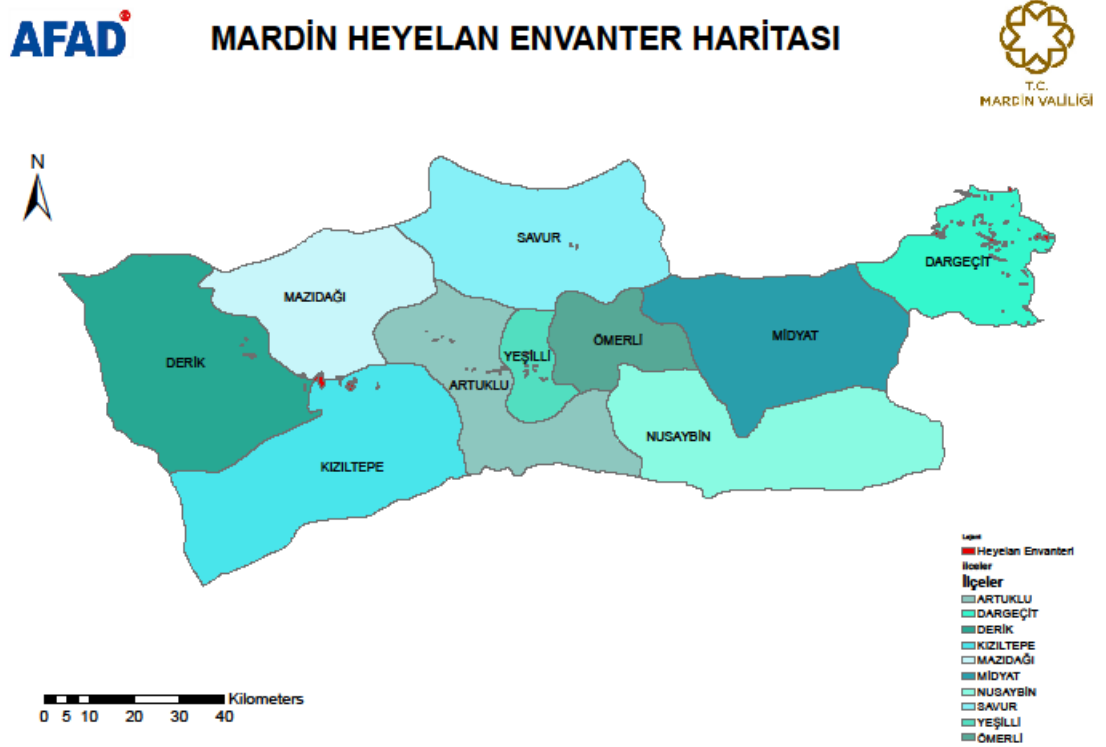 AFAD
MARDİN HEYELAN ENVANTER HARİTASI
T.C.
MARDİN VALİLİĞİ
N
SAVUR
DARGEÇİT
MAZIDAĞI
ÖMERLİ
MİDYAT
YEŞİLLİ
DERİK
ARTUKLU
NUSAYBİN
KIZILTEPE
Lejant
Heyelan Envanteri
ilceler
İlçeler
ARTUKLU
DARGEÇİT
DERİK
KIZILTEPE
MAZIDAĞI
MİDYAT
NUSAYBİN
SAVUR
YEŞİLLİ
ÖMERLİ
Kilometers
0 5 10 20 30 40